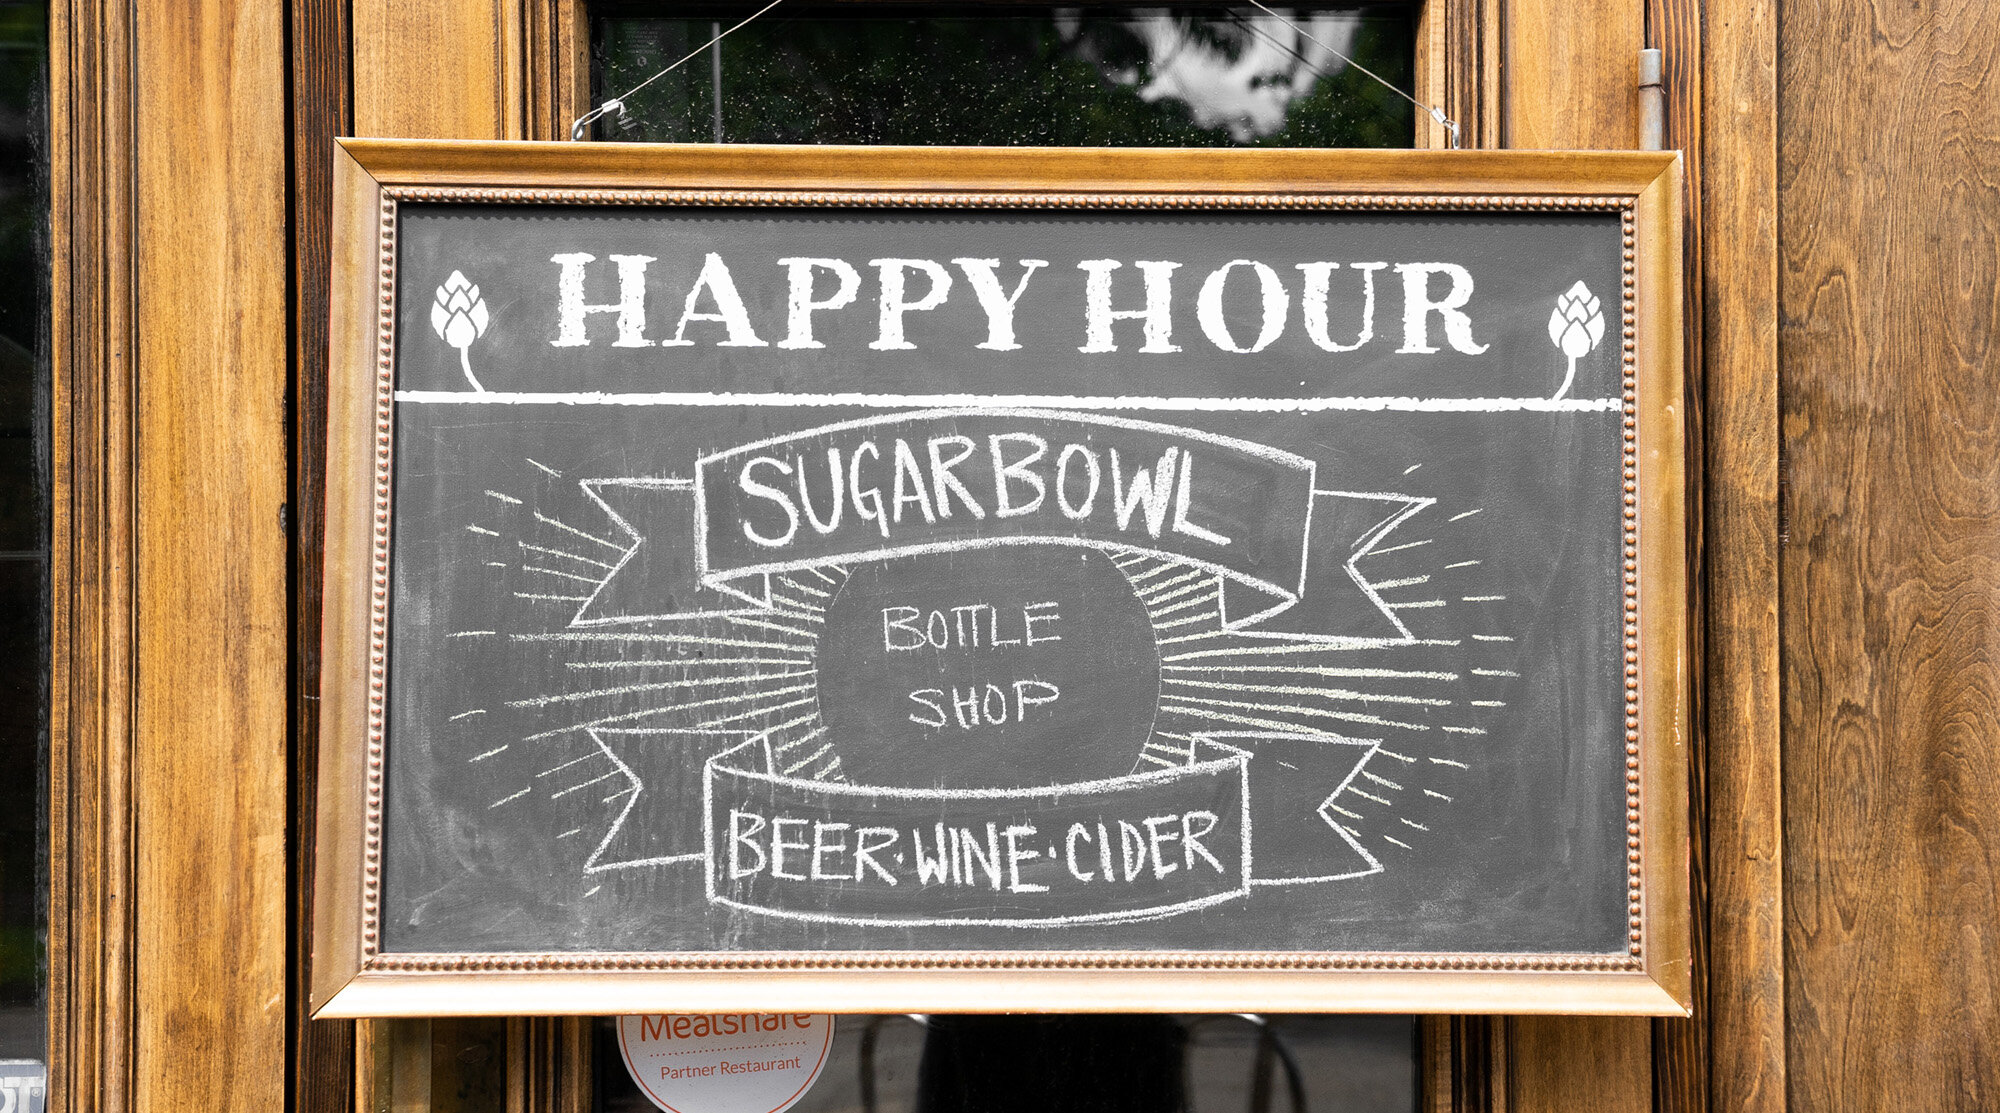 HAPPY HOUR
SUGARBOWL
BOTTLE
SHOP
BEER·WINE·CIDER
Mealshare
Partner Restaurant